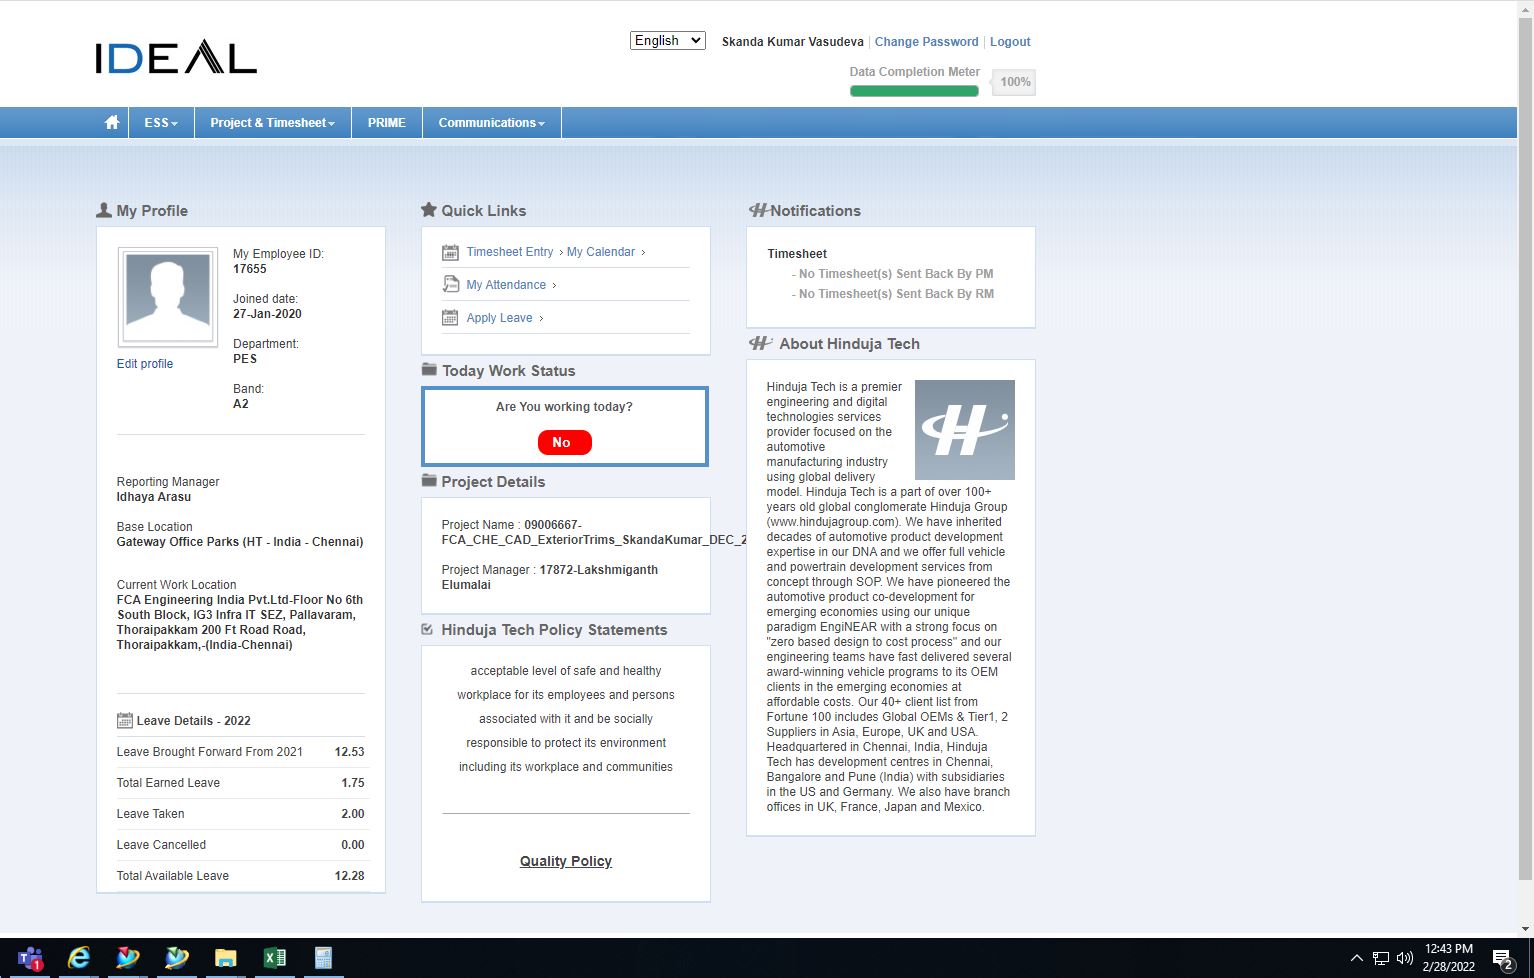 IDEAL
English
Skanda Kumar Vasudeva | Change Password | Logout
Data Completion Meter
100%
ESS
Project & Timesheet
PRIME
Communications
My Profile
My Employee ID:
17655
Joined date:
27-Jan-2020
Department:
PES
Band:
A2
Edit profile
Reporting Manager
Idhaya Arasu
Base Location
Gateway Office Parks (HT - India - Chennai)
Current Work Location
FCA Engineering India Pvt.Ltd-Floor No 6th
South Block, IG3 Infra IT SEZ, Pallavaram,
Thoraipakkam 200 Ft Road Road,
Thoraipakkam,-(India-Chennai)
Leave Details - 2022
Leave Brought Forward From 2021 12.53
Total Earned Leave 1.75
Leave Taken 2.00
Leave Cancelled 0.00
Total Available Leave 12.28
Quick Links
Timesheet Entry › My Calendar ›
My Attendance ›
Apply Leave ›
Today Work Status
Are You working today?
No
Project Details
Project Name : 09006667-
FCA_CHE_CAD_ExteriorTrims_SkandaKumar_DEC_2
Project Manager : 17872-Lakshmiganth
Elumalai
Hinduja Tech Policy Statements
acceptable level of safe and healthy
workplace for its employees and persons
associated with it and be socially
responsible to protect its environment
including its workplace and communities
Quality Policy
Notifications
Timesheet
- No Timesheet(s) Sent Back By PM
- No Timesheet(s) Sent Back By RM
About Hinduja Tech
Hinduja Tech is a premier
engineering and digital
technologies services
provider focused on the
automotive
manufacturing industry
using global delivery
model. Hinduja Tech is a part of over 100+
years old global conglomerate Hinduja Group
(www.hindujagroup.com). We have inherited
decades of automotive product development
expertise in our DNA and we offer full vehicle
and powertrain development services from
concept through SOP. We have pioneered the
automotive product co-development for
emerging economies using our unique
paradigm EngiNEAR with a strong focus on
"zero based design to cost process" and our
engineering teams have fast delivered several
award-winning vehicle programs to its OEM
clients in the emerging economies at
affordable costs. Our 40+ client list from
Fortune 100 includes Global OEMs & Tier1, 2
Suppliers in Asia, Europe, UK and USA.
Headquartered in Chennai, India, Hinduja
Tech has development centres in Chennai,
Bangalore and Pune (India) with subsidiaries
in the US and Germany. We also have branch
offices in UK, France, Japan and Mexico.
1
12:43 PM
2/28/2022
2